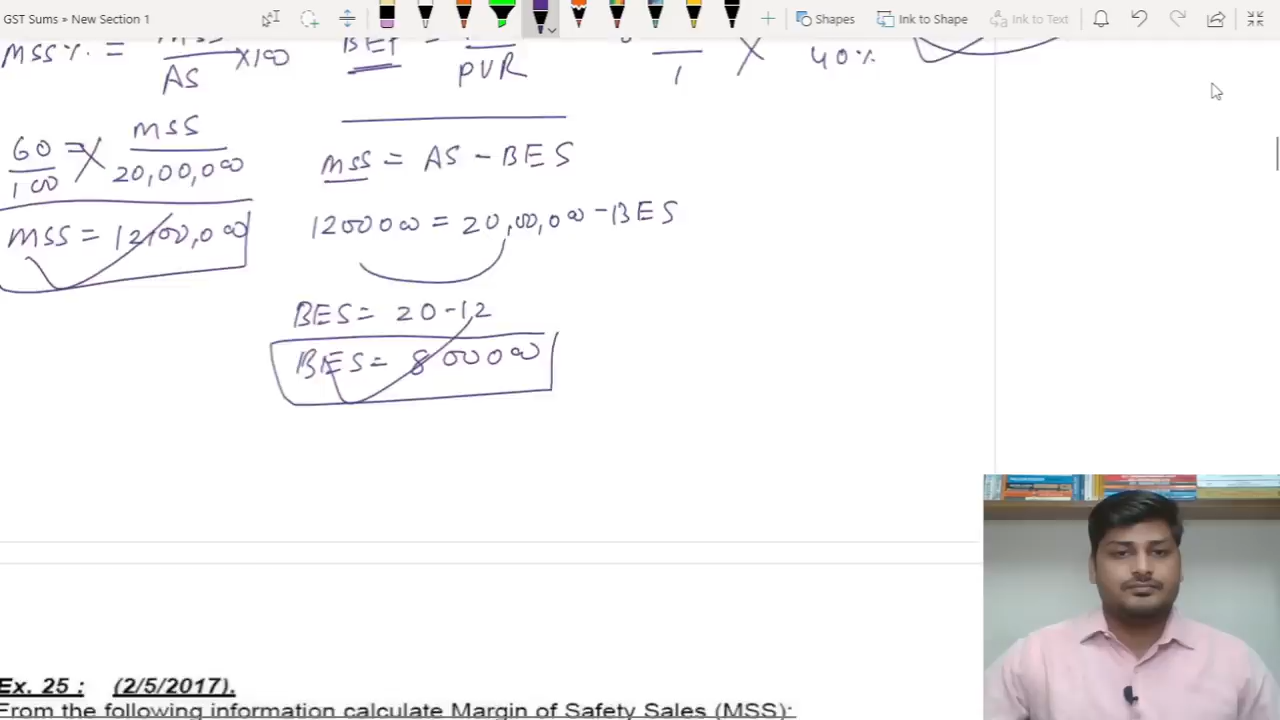 GST Sums » New Section 1
Shapes
Ink to Shape
Ink to Text
MSS % =
AS
×100
BEP =
PVR
1
40%
60 = MSS
100 20,00,000
MSS = 12,00,000
MSS = AS - BES
1200000 = 20,00,000 - BES
BES = 20-12
BES = 800000
Ex. 25 : (2/5/2017).
From the following information calculate Margin of Safety Sales (MSS):